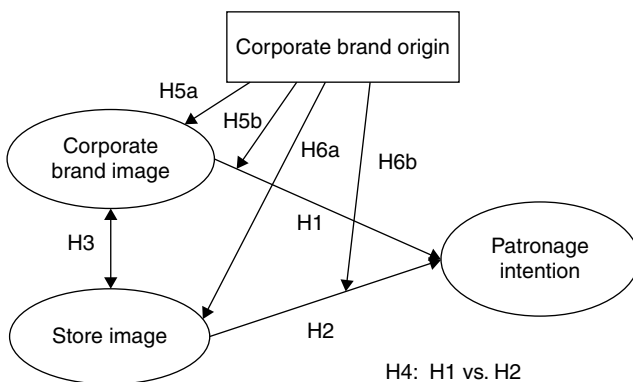 Corporate brand origin
H5a
H5b
Corporate
brand image
H6a
H6b
H3
H1
Patronage
intention
Store image
H2
H4: H1 vs. H2